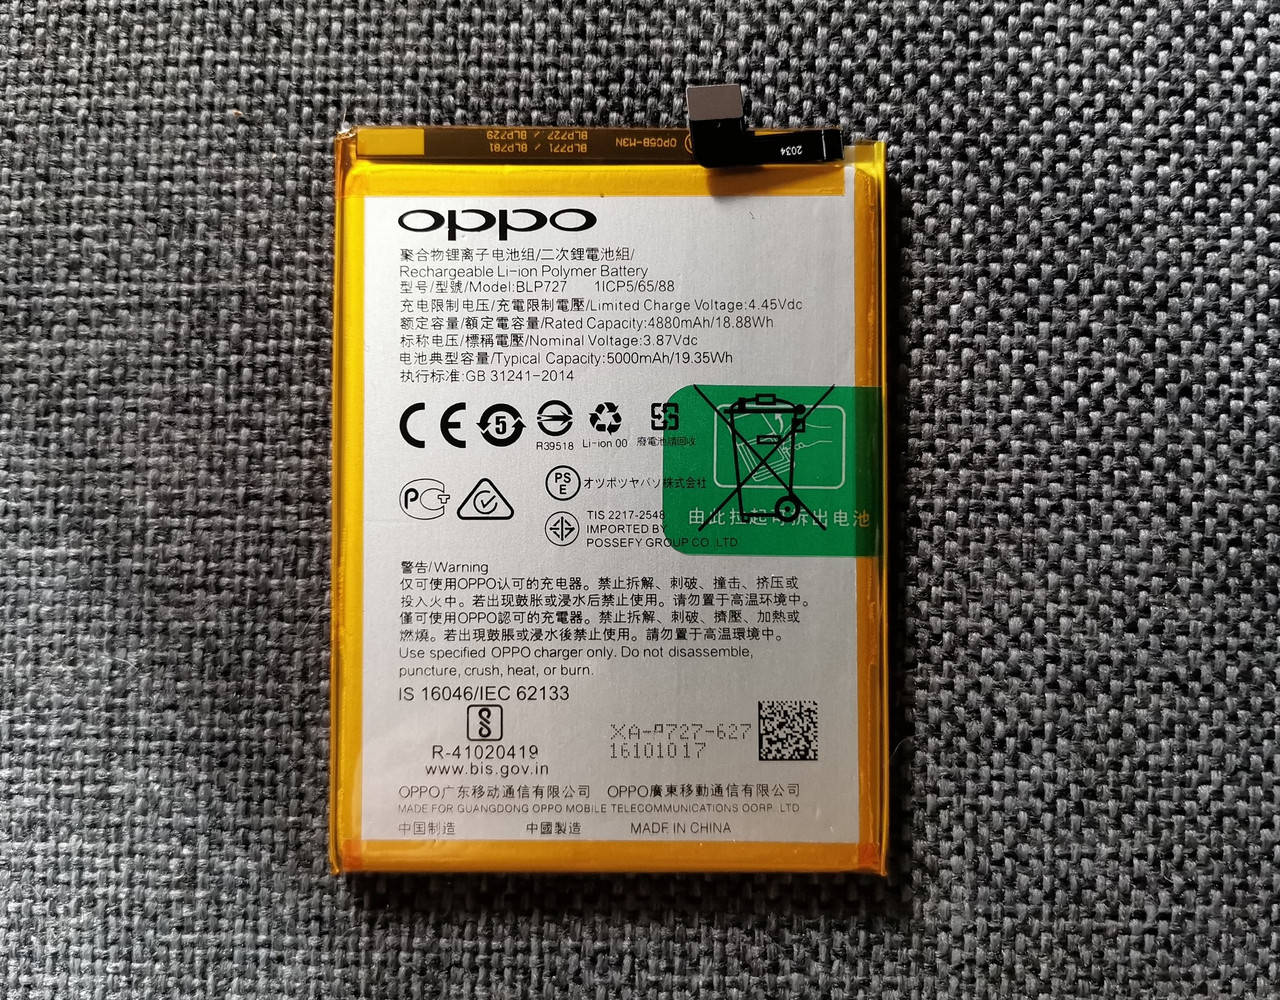 BLP771 / BLP781
BLP727 / BLP729
OPC5B-M3N
2034
oppo
聚合物锂离子电池组/二次鋰電池組/
Rechargeable Li-ion Polymer Battery
型号/型號/Model:BLP727 1ICP5/65/88
充电限制电压/充電限制電壓/Limited Charge Voltage:4.45Vdc
额定容量/額定電容量/Rated Capacity:4880mAh/18.88Wh
标称电压/標稱電壓/Nominal Voltage:3.87Vdc
电池典型容量/Typical Capacity:5000mAh/19.35Wh
执行标准:GB 31241-2014
CE 5
R39518 Li-ion 00 廢電池請回收
PS E オツポツヤパソ株式会社
TIS 2217-2548
IMPORTED BY
POSSEFY GROUP CO.,LTD
由此拉起可拆出电池
警告/Warning
仅可使用OPPO认可的充电器。禁止拆解、刺破、撞击、挤压或
投入火中。若出现鼓胀或浸水后禁止使用。请勿置于高温环境中。
僅可使用OPPO認可的充電器。禁止拆解、刺破、擠壓、加熱或
燃燒。若出現鼓脹或浸水後禁止使用。請勿置于高温環境中。
Use specified OPPO charger only. Do not disassemble,
puncture, crush, heat, or burn.
IS 16046/IEC 62133
R-41020419
www.bis.gov.in
XA-P727-627
16101017
OPPO广东移动通信有限公司 OPPO廣東移動通信有限公司
MADE FOR GUANGDONG OPPO MOBILE TELECOMMUNICATIONS CORP. LTD
中国制造 中國製造 MADE IN CHINA